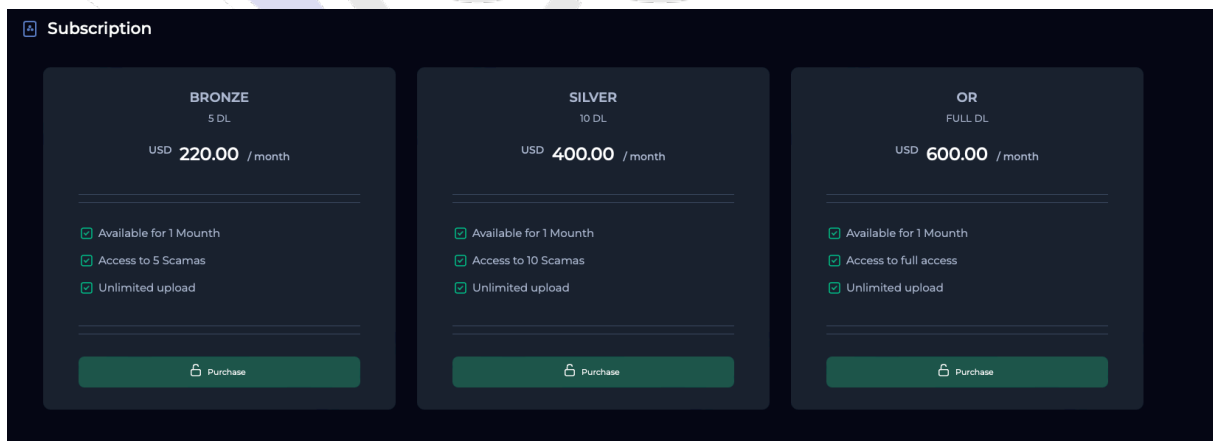 Subscription
BRONZE
5 DL
USD 220.00 / month
Available for 1 Mounth
Access to 5 Scamas
Unlimited upload
Purchase
SILVER
10 DL
USD 400.00 / month
Available for 1 Mounth
Access to 10 Scamas
Unlimited upload
Purchase
OR
FULL DL
USD 600.00 / month
Available for 1 Mounth
Access to full access
Unlimited upload
Purchase